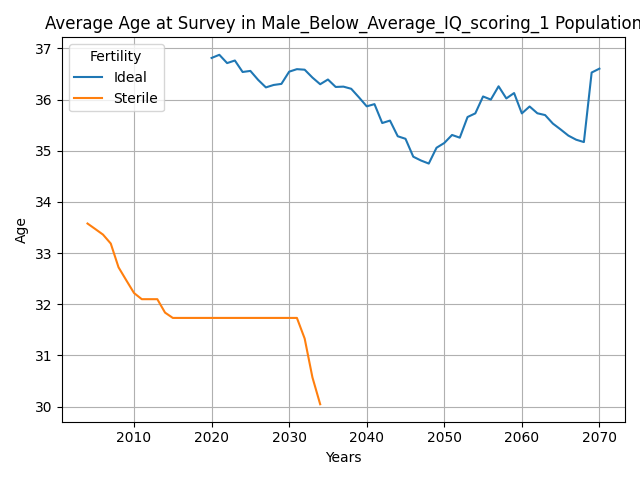 Average Age at Survey in Male_Below_Average_IQ_scoring_1 Population
Fertility
Ideal
Sterile
Age
37
36
35
34
33
32
31
30
2010
2020
2030
2040
2050
2060
2070
Years